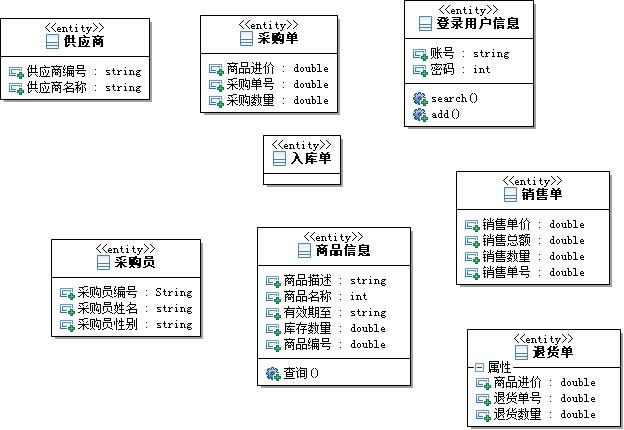 <<entity>>
供应商
供应商编号 : string
供应商名称 : string
<<entity>>
采购单
商品进价 : double
采购单号 : double
采购数量 : double
<<entity>>
登录用户信息
账号 : string
密码 : int
search()
add()
<<entity>>
入库单
<<entity>>
销售单
销售单价 : double
销售总额 : double
销售数量 : double
销售单号 : double
<<entity>>
采购员
采购员编号 : String
采购员姓名 : string
采购员性别 : string
<<entity>>
商品信息
商品描述 : string
商品名称 : int
有效期至 : string
库存数量 : double
商品编号 : double
查询()
<<entity>>
退货单
属性
商品进价 : double
退货单号 : double
退货数量 : double